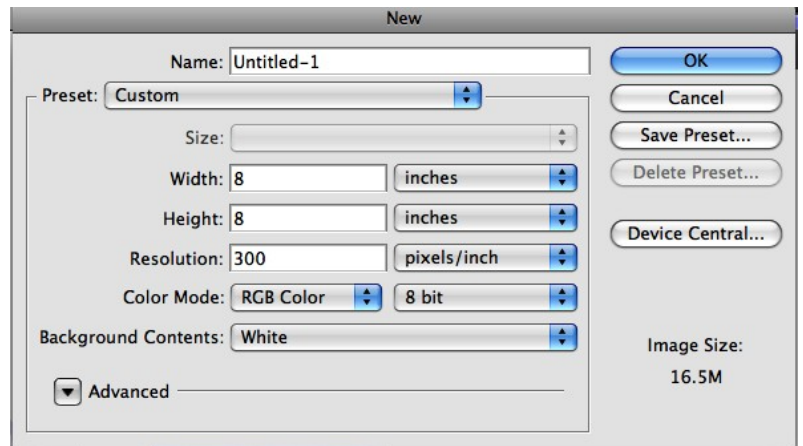 New
Name: Untitled-1
OK
Preset: Custom
Cancel
Size:
Save Preset...
Width: 8 inches
Delete Preset...
Height: 8 inches
Device Central...
Resolution: 300 pixels/inch
Color Mode: RGB Color 8 bit
Background Contents: White
Image Size:
16.5M
Advanced